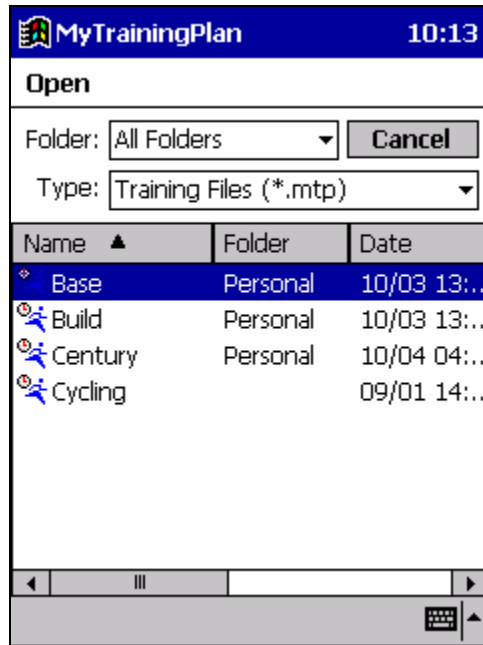 MyTrainingPlan 10:13
Open
Folder: All Folders Cancel
Type: Training Files (*.mtp)
Name Folder Date
Base Personal 10/03 13:..
Build Personal 10/03 13:..
Century Personal 10/04 04:..
Cycling 09/01 14:..